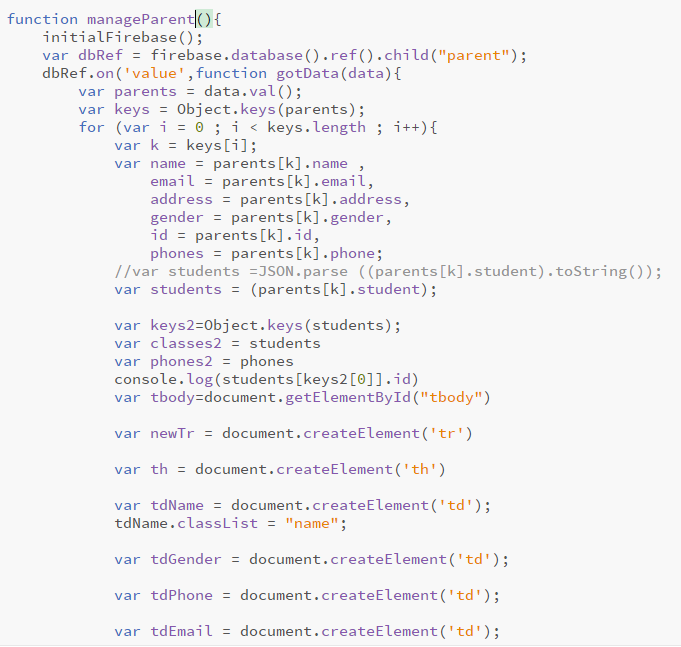 function manageParent(){
    initialFirebase();
    var dbRef = firebase.database().ref().child("parent");
    dbRef.on('value',function gotData(data){
        var parents = data.val();
        var keys = Object.keys(parents);
        for (var i = 0 ; i < keys.length ; i++){
            var k = keys[i];
            var name = parents[k].name ,
                email = parents[k].email,
                address = parents[k].address,
                gender = parents[k].gender,
                id = parents[k].id,
                phones = parents[k].phone;
            //var students =JSON.parse ((parents[k].student).toString());
            var students = (parents[k].student);
            var keys2=Object.keys(students);
            var classes2 = students
            var phones2 = phones
            console.log(students[keys2[0]].id)
            var tbody=document.getElementById("tbody")
            var newTr = document.createElement('tr')
            var th = document.createElement('th')
            var tdName = document.createElement('td');
            tdName.classList = "name";
            var tdGender = document.createElement('td');
            var tdPhone = document.createElement('td');
            var tdEmail = document.createElement('td');